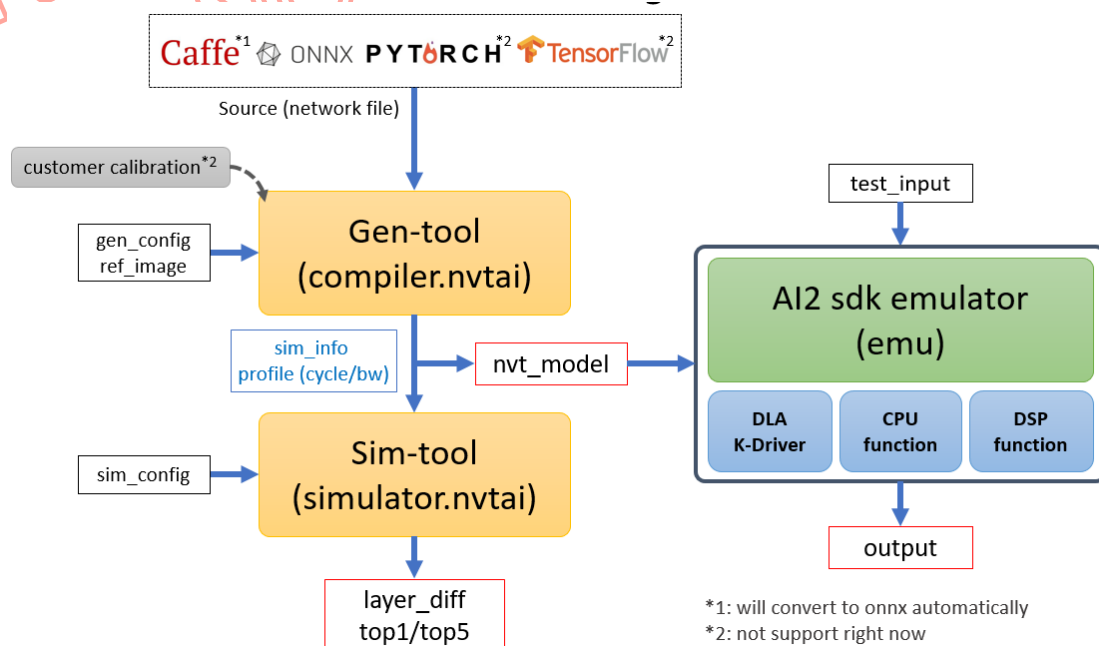 Caffe*1 ONNX PYTORCH*2 TensorFlow*2
Source (network file)
customer calibration*2
gen_config
ref_image
Gen-tool
(compiler.nvtai)
sim_info
profile (cycle/bw)
nvt_model
sim_config
Sim-tool
(simulator.nvtai)
layer_diff
top1/top5
test_input
AI2 sdk emulator
(emu)
DLA
K-Driver
CPU
function
DSP
function
output
*1: will convert to onnx automatically
*2: not support right now